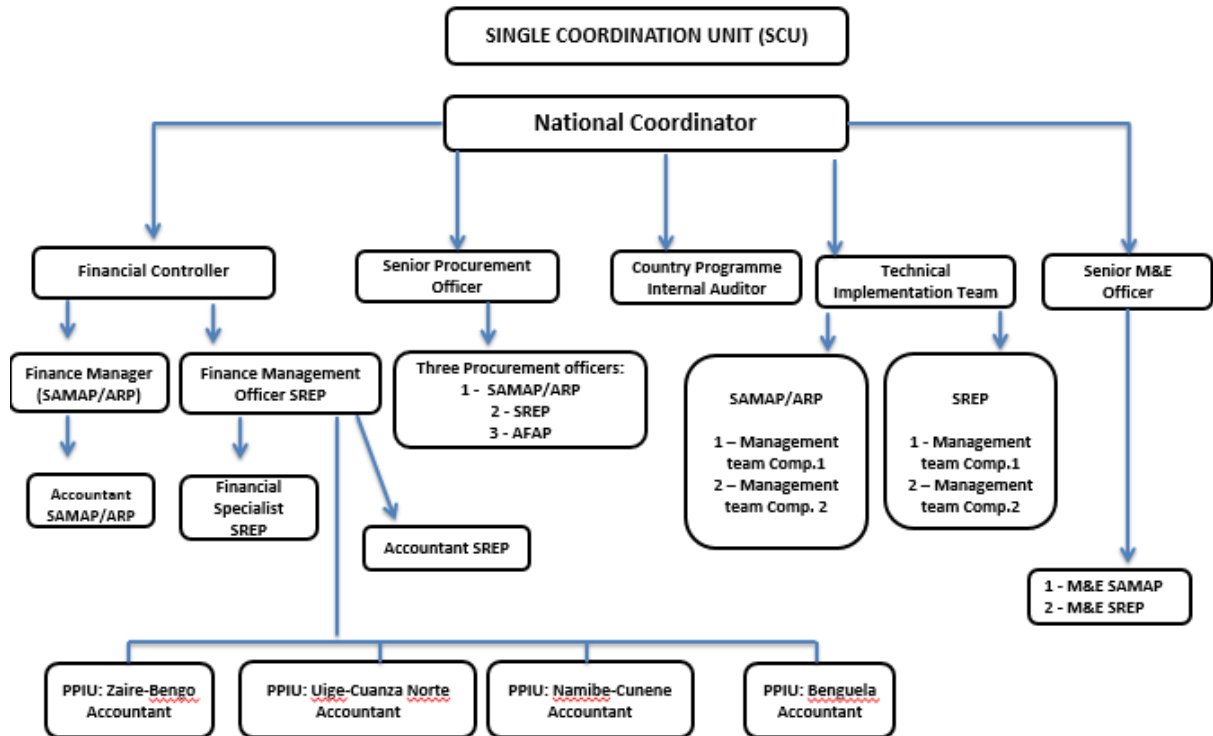 SINGLE COORDINATION UNIT (SCU)
National Coordinator
Financial Controller
Senior Procurement
Officer
Country Programme
Internal Auditor
Technical
Implementation Team
Senior M&E
Officer
Finance Manager
(SAMAP/ARP)
Finance Management
Officer SREP
Three Procurement officers:
1 - SAMAP/ARP
2 - SREP
3 - AFAP
SAMAP/ARP
1 – Management
team Comp.1
2 – Management
team Comp. 2
SREP
1 - Management
team Comp.1
2 – Management
team Comp.2
Accountant
SAMAP/ARP
Financial
Specialist
SREP
Accountant SREP
1 - M&E SAMAP
2 - M&E SREP
PPIU: Zaire-Bengo
Accountant
PPIU: Uige-Cuanza Norte
Accountant
PPIU: Namibe-Cunene
Accountant
PPIU: Benguela
Accountant